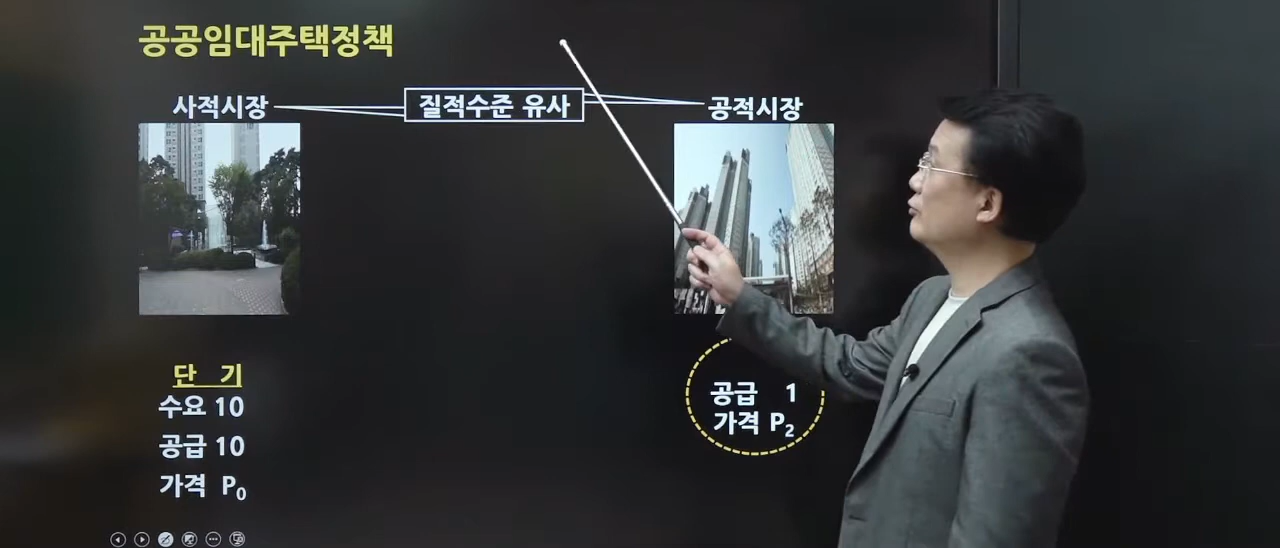 공공임대주택정책
사적시장
질적수준 유사
공적시장
단 기
수요 10
공급 10
가격 P₀
공급 1
가격 P₂